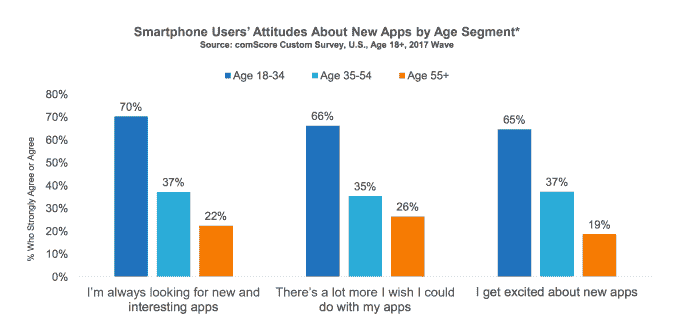 Smartphone Users' Attitudes About New Apps by Age Segment*
Source: comScore Custom Survey, U.S., Age 18+, 2017 Wave
Age 18-34 Age 35-54 Age 55+
% Who Strongly Agree or Agree
80%
70%
60%
50%
40%
30%
20%
10%
0%
70% 37% 22%
66% 35% 26%
65% 37% 19%
I'm always looking for new and
interesting apps
There's a lot more I wish I could
do with my apps
I get excited about new apps